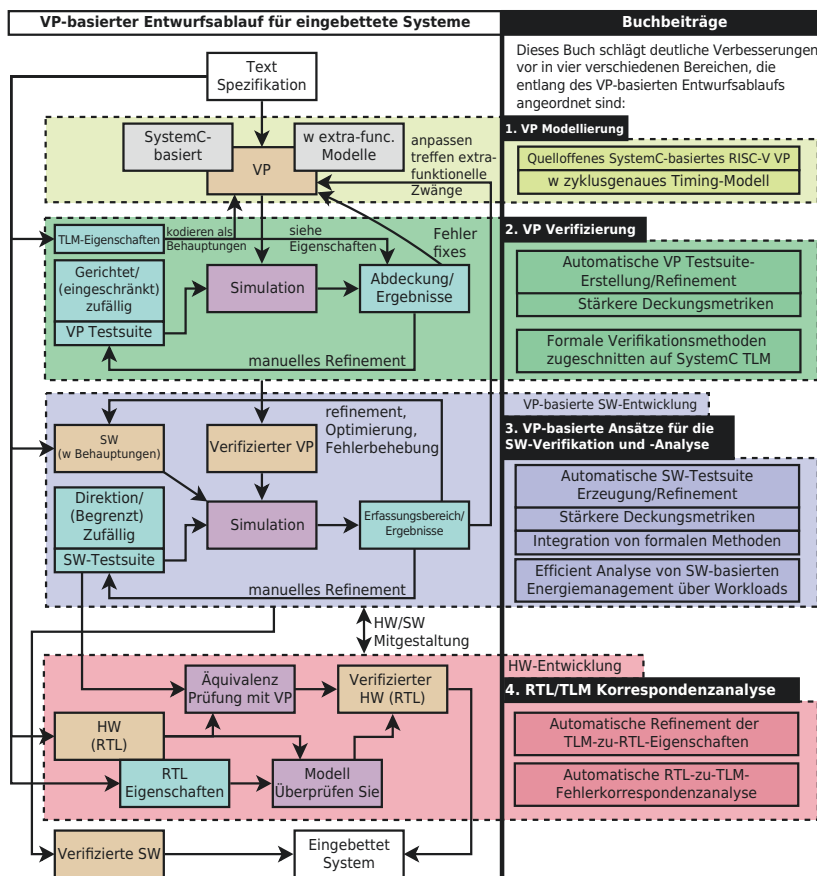 VP-basierter Entwurfsablauf für eingebettete Systeme
Buchbeiträge
Text
Spezifikation
Dieses Buch schlägt deutliche Verbesserungen
vor in vier verschiedenen Bereichen, die
entlang des VP-basierten Entwurfsablaufs
angeordnet sind:
SystemC-
basiert
w extra-func.
Modelle
VP
anpassen
treffen extra-
funktionelle
Zwänge
1. VP Modellierung
Quelloffenes SystemC-basiertes RISC-V VP
w zyklusgenaues Timing-Modell
TLM-Eigenschaften
kodieren als
Behauptungen
siehe
Eigenschaften
Fehler
fixes
2. VP Verifizierung
Gerichtet/
(eingeschränkt)
zufällig
VP Testsuite
Simulation
Abdeckung/
Ergebnisse
manuelles Refinement
Automatische VP Testsuite-
Erstellung/Refinement
Stärkere Deckungsmetriken
Formale Verifikationsmethoden
zugeschnitten auf SystemC TLM
VP-basierte SW-Entwicklung
SW
(w Behauptungen)
Verifizierter VP
refinement,
Optimierung,
Fehlerbehebung
3. VP-basierte Ansätze für die
SW-Verifikation und -Analyse
Direktion/
(Begrenzt)
Zufällig
SW-Testsuite
Simulation
Erfassungsbereich/
Ergebnisse
manuelles Refinement
Automatische SW-Testsuite
Erzeugung/Refinement
Stärkere Deckungsmetriken
Integration von formalen Methoden
Efficient Analyse von SW-basierten
Energiemanagement über Workloads
HW/SW
Mitgestaltung
HW-Entwicklung
Äquivalenz
Prüfung mit VP
Verifizierter
HW (RTL)
4. RTL/TLM Korrespondenzanalyse
HW
(RTL)
RTL
Eigenschaften
Modell
Überprüfen Sie
Automatische Refinement der
TLM-zu-RTL-Eigenschaften
Automatische RTL-zu-TLM-
Fehlerkorrespondenzanalyse
Verifizierte SW
Eingebettet
System